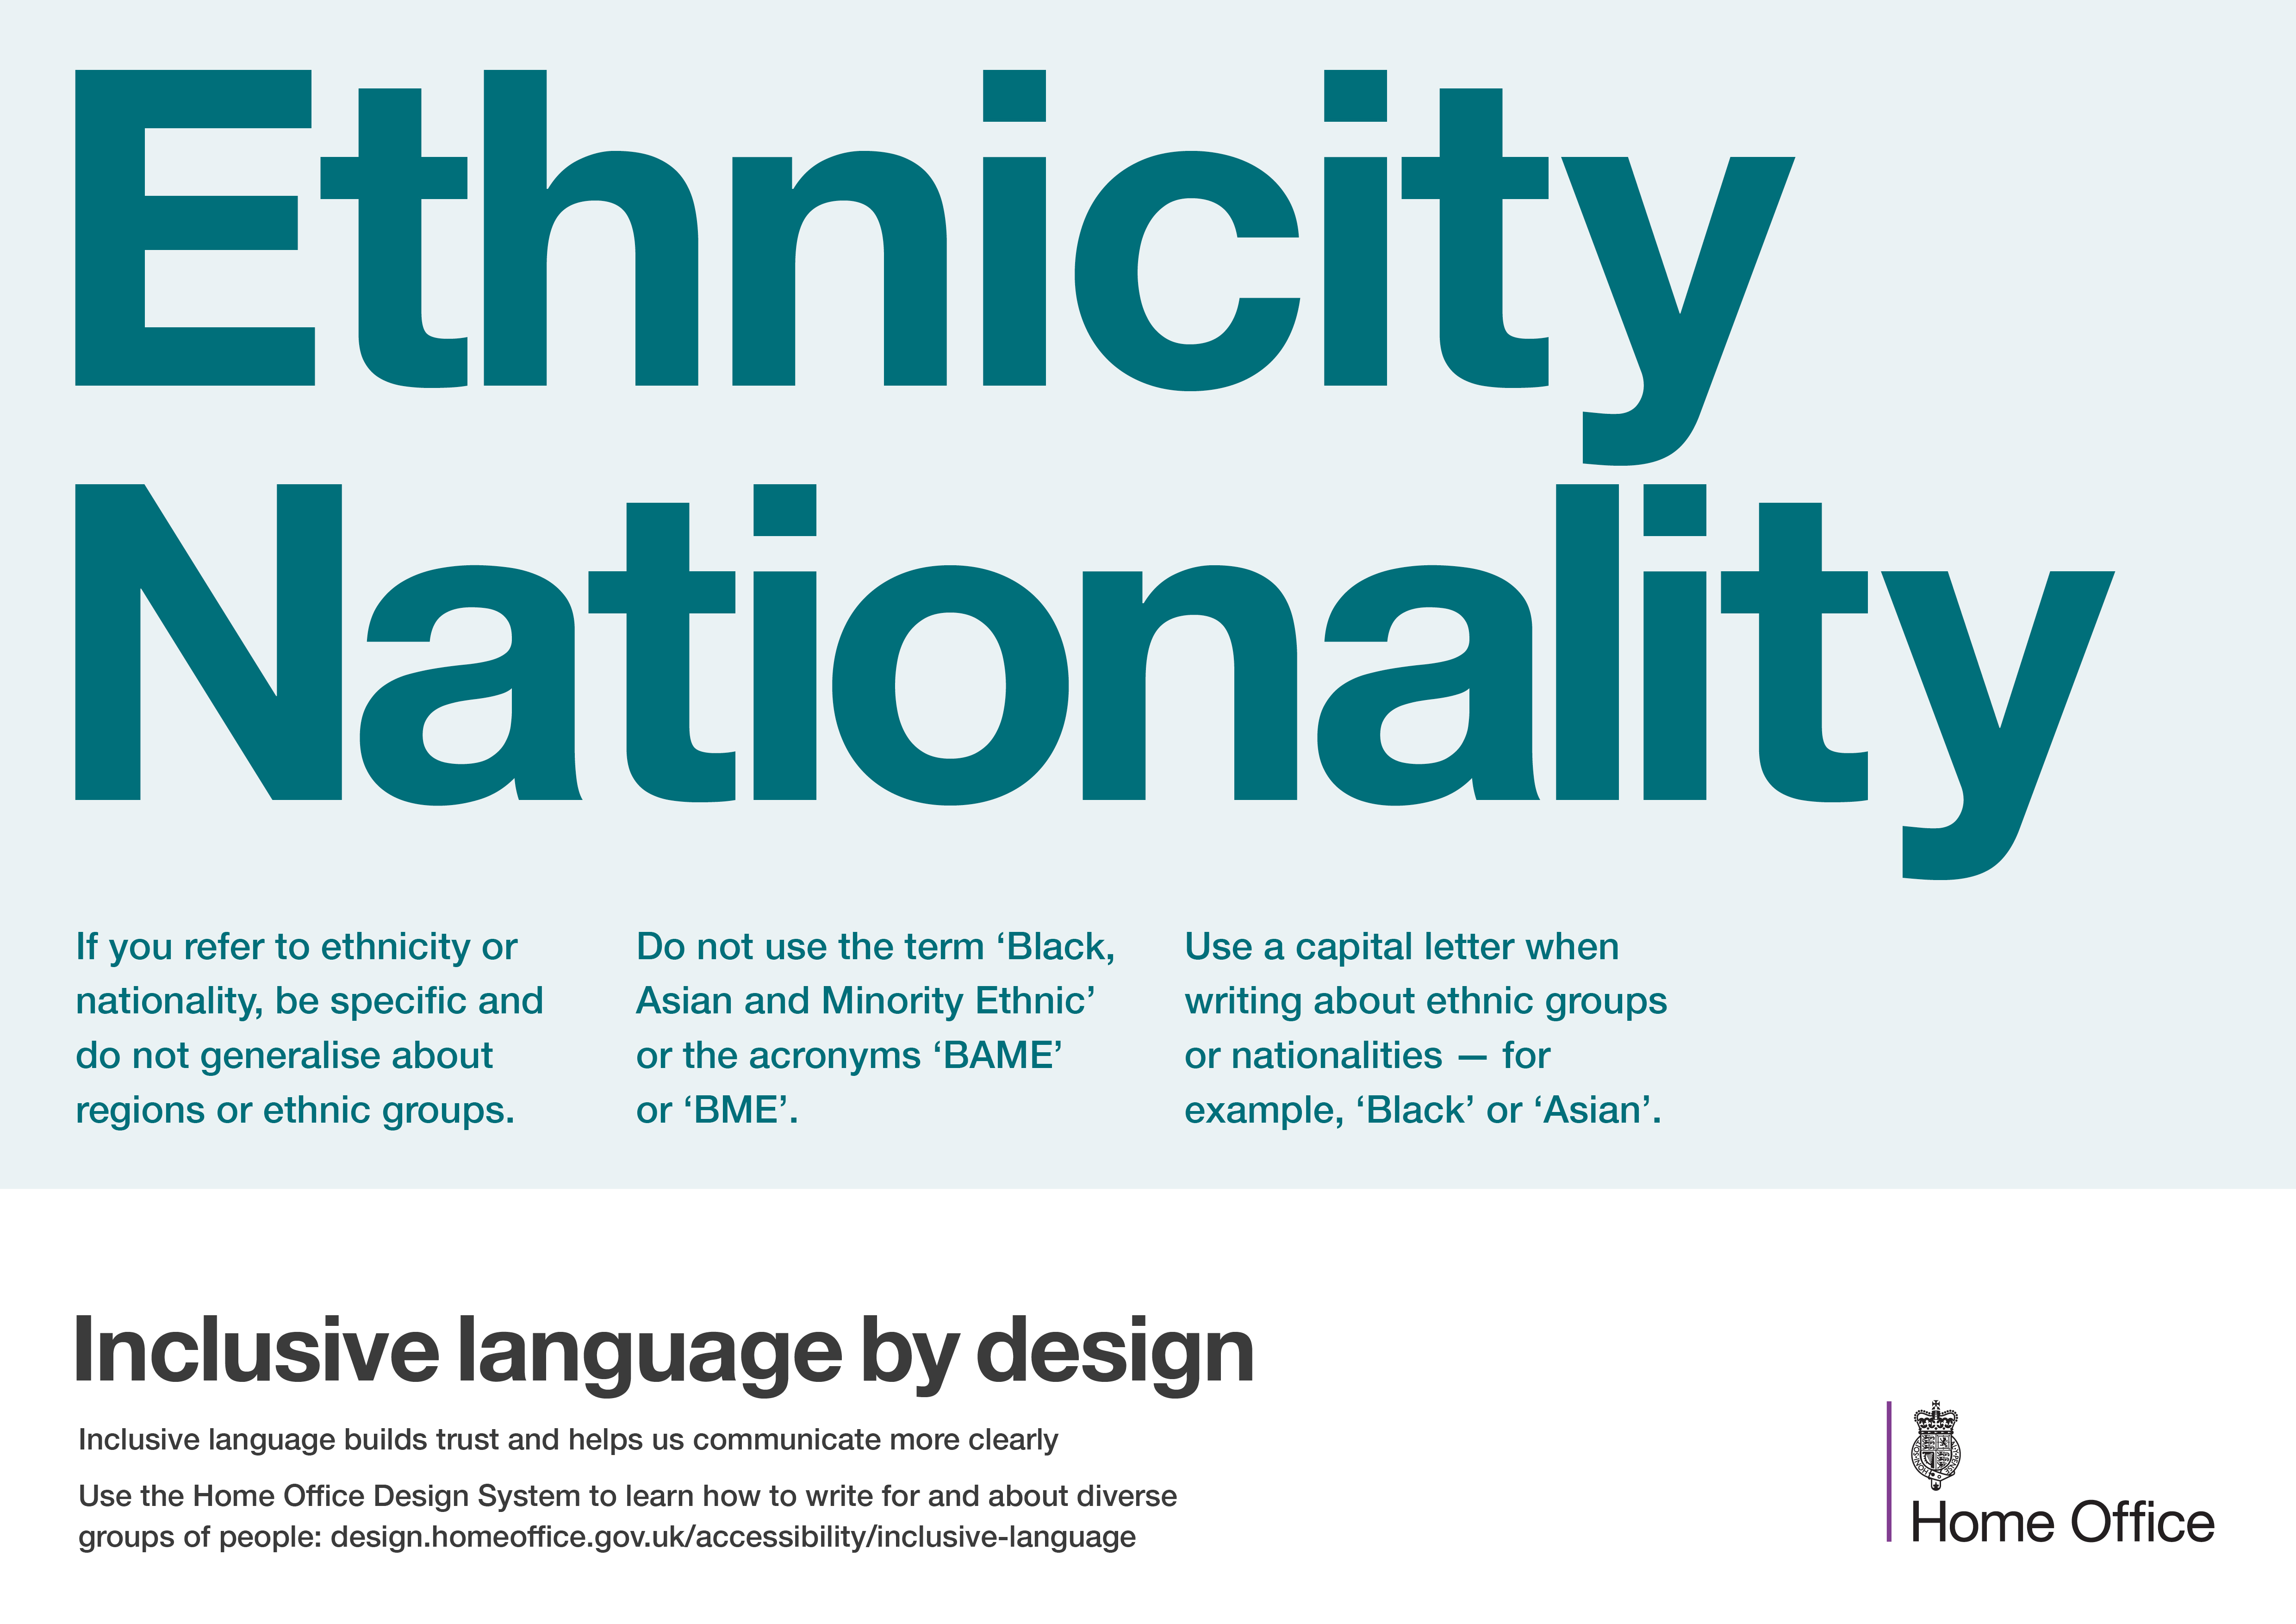 Ethnicity
Nationality
If you refer to ethnicity or
nationality, be specific and
do not generalise about
regions or ethnic groups.
Do not use the term ‘Black,
Asian and Minority Ethnic’
or the acronyms ‘BAME’
or ‘BME’.
Use a capital letter when
writing about ethnic groups
or nationalities — for
example, ‘Black’ or ‘Asian’.
Inclusive language by design
Inclusive language builds trust and helps us communicate more clearly
Use the Home Office Design System to learn how to write for and about diverse
groups of people: design.homeoffice.gov.uk/accessibility/inclusive-language
Home Office